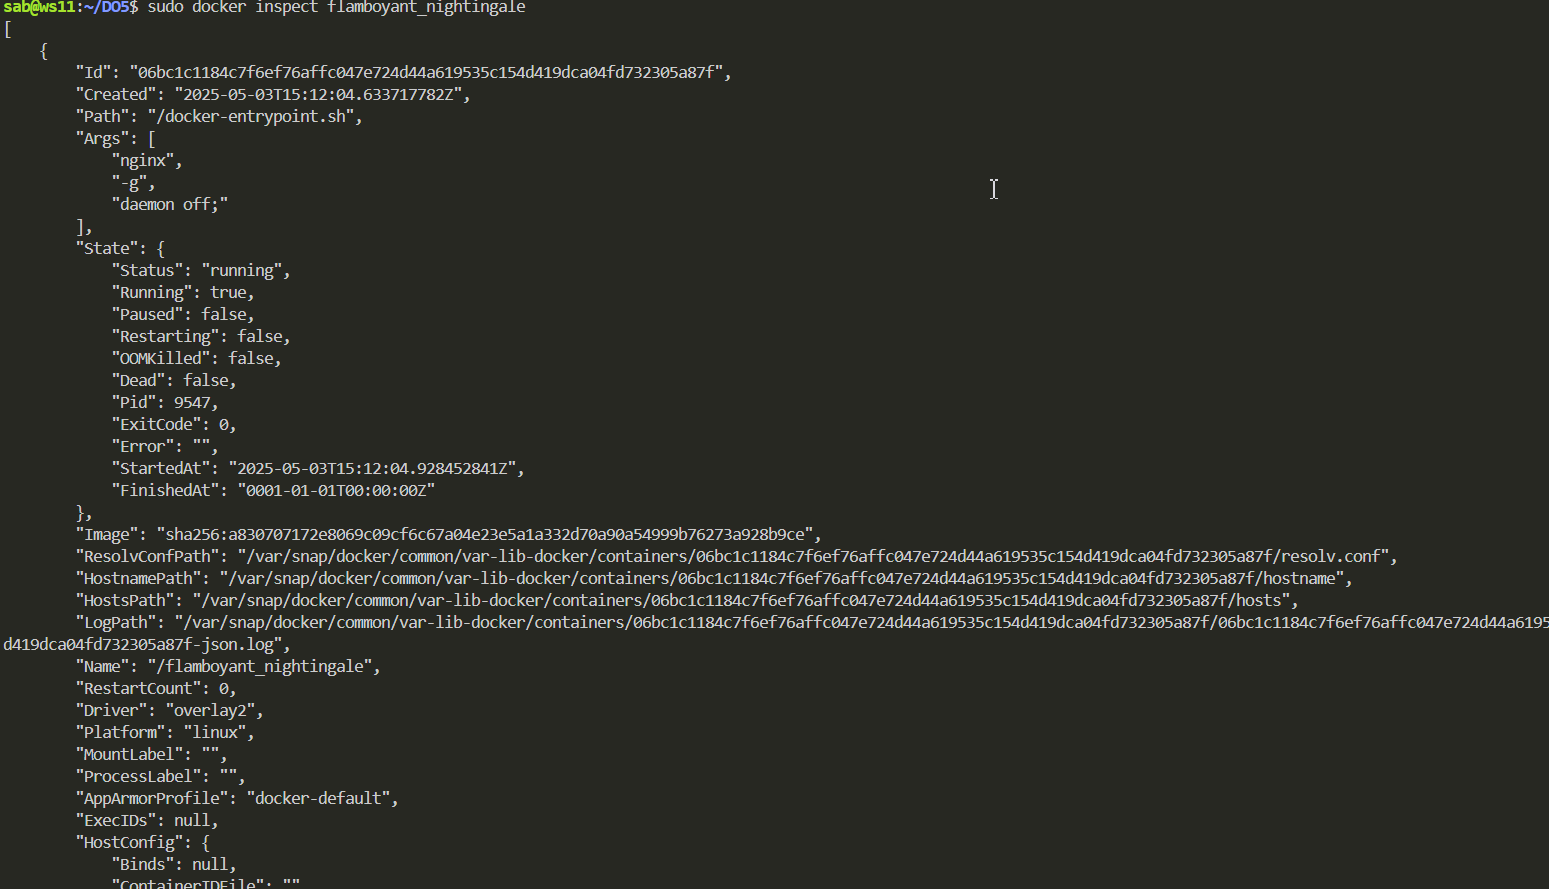 sab@ws11:~/DO5$ sudo docker inspect flamboyant_nightingale
[
    {
        "Id": "06bc1c1184c7f6ef76affc047e724d44a619535c154d419dca04fd732305a87f",
        "Created": "2025-05-03T15:12:04.633717782Z",
        "Path": "/docker-entrypoint.sh",
        "Args": [
            "nginx",
            "-g",
            "daemon off;"
        ],
        "State": {
            "Status": "running",
            "Running": true,
            "Paused": false,
            "Restarting": false,
            "OOMKilled": false,
            "Dead": false,
            "Pid": 9547,
            "ExitCode": 0,
            "Error": "",
            "StartedAt": "2025-05-03T15:12:04.928452841Z",
            "FinishedAt": "0001-01-01T00:00:00Z"
        },
        "Image": "sha256:a830707172e8069c09cf6c67a04e23e5a1a332d70a90a54999b76273a928b9ce",
        "ResolvConfPath": "/var/snap/docker/common/var-lib-docker/containers/06bc1c1184c7f6ef76affc047e724d44a619535c154d419dca04fd732305a87f/resolv.conf",
        "HostnamePath": "/var/snap/docker/common/var-lib-docker/containers/06bc1c1184c7f6ef76affc047e724d44a619535c154d419dca04fd732305a87f/hostname",
        "HostsPath": "/var/snap/docker/common/var-lib-docker/containers/06bc1c1184c7f6ef76affc047e724d44a619535c154d419dca04fd732305a87f/hosts",
        "LogPath": "/var/snap/docker/common/var-lib-docker/containers/06bc1c1184c7f6ef76affc047e724d44a619535c154d419dca04fd732305a87f/06bc1c1184c7f6ef76affc047e724d44a6195
d419dca04fd732305a87f-json.log",
        "Name": "/flamboyant_nightingale",
        "RestartCount": 0,
        "Driver": "overlay2",
        "Platform": "linux",
        "MountLabel": "",
        "ProcessLabel": "",
        "AppArmorProfile": "docker-default",
        "ExecIDs": null,
        "HostConfig": {
            "Binds": null,
            "ContainerIDFile": ""